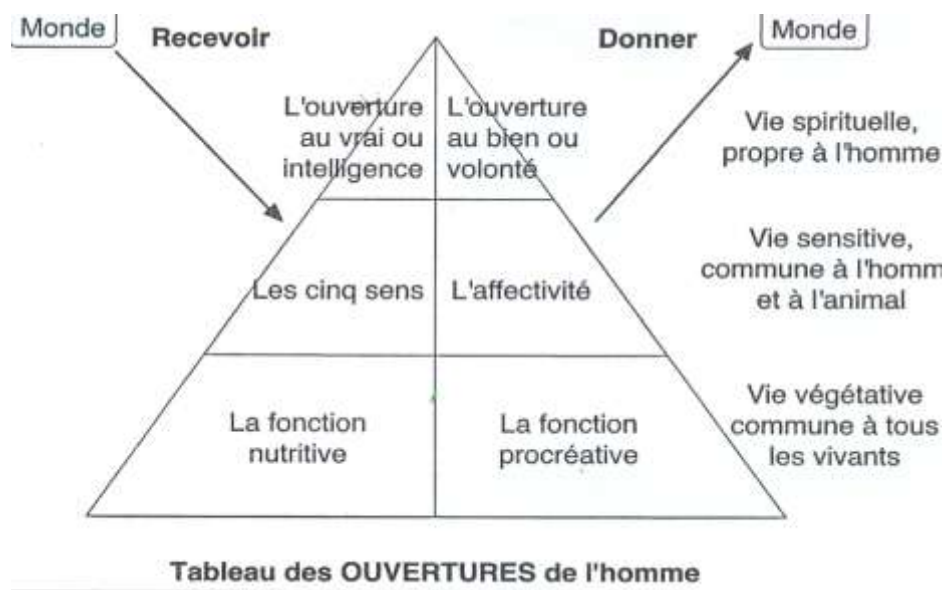 Monde
Recevoir
Donner
Monde
L'ouverture
au vrai ou
intelligence
L'ouverture
au bien ou
volonté
Vie spirituelle,
propre à l'homme
Les cinq sens
L'affectivité
Vie sensitive,
commune à l'homm
et à l'animal
La fonction
nutritive
La fonction
procréative
Vie végétative
commune à tous
les vivants
Tableau des OUVERTURES de l'homme